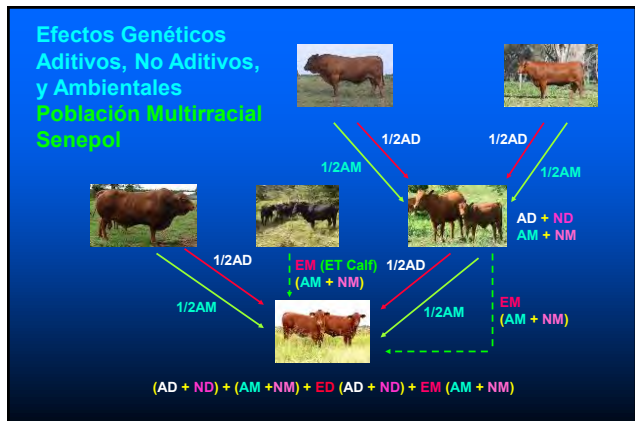 Efectos Genéticos
Aditivos, No Aditivos,
y Ambientales
Población Multirracial
Senepol
1/2AD
1/2AM
1/2AD
1/2AM
AD + ND
AM + NM
1/2AD
1/2AM
EM (ET Calf)
(AM + NM)
1/2AD
1/2AM
EM
(AM + NM)
(AD + ND) + (AM +NM) + ED (AD + ND) + EM (AM + NM)